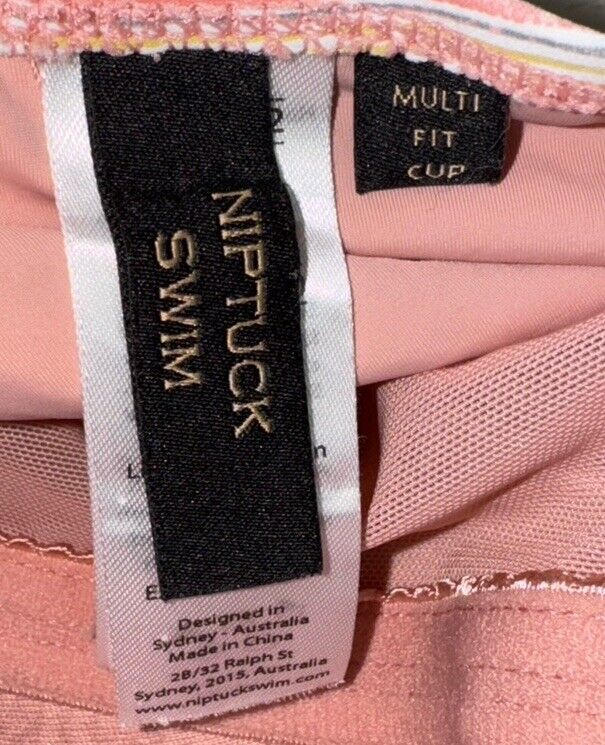 NIPTUCK
SWIM
MULTI
FIT
CUP
Designed in
Sydney - Australia
Made in China
2B/32 Ralph St
Sydney, 2015, Australia
www.niptuckswim.com